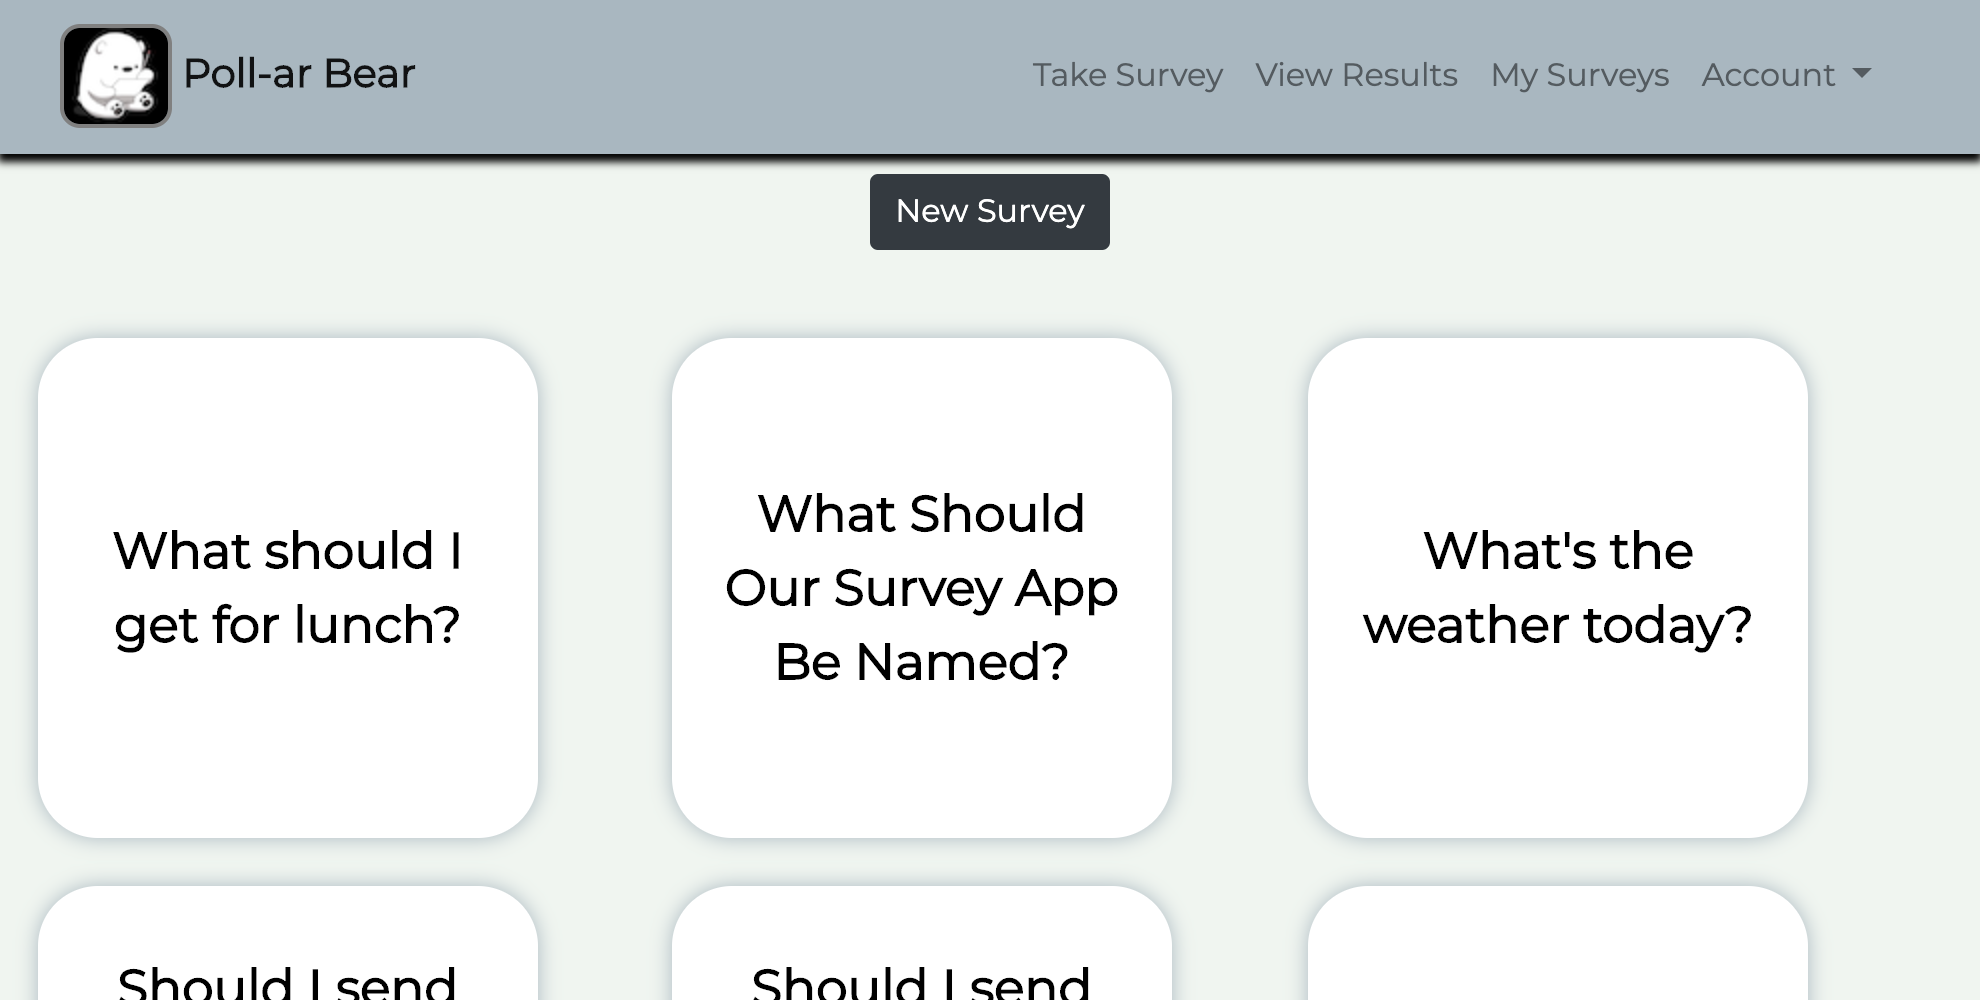 Poll-ar Bear
Take Survey View Results My Surveys Account
New Survey
What should I
get for lunch?
What Should
Our Survey App
Be Named?
What's the
weather today?
Should I send
Should I send